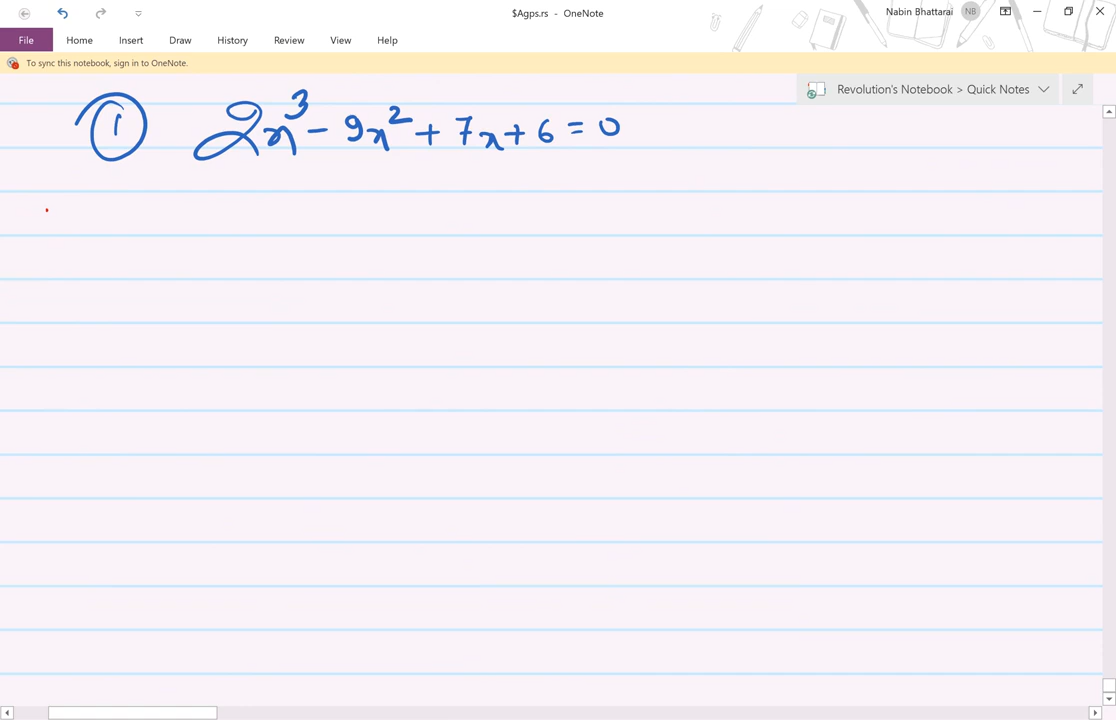 $Agps.rs - OneNote
Nabin Bhattarai NB
File Home Insert Draw History Review View Help
To sync this notebook, sign in to OneNote.
Revolution's Notebook > Quick Notes
① 2x³ - 9x² + 7x + 6 = 0